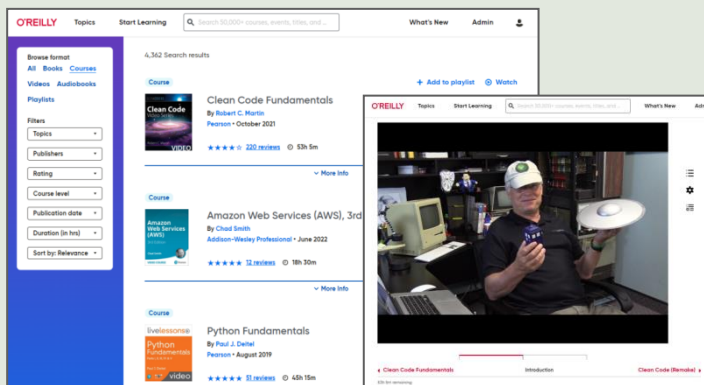 O'REILLY Topics Start Learning Search 50,000+ courses, events, titles, and ... What's New Admin
Browse format
All Books Courses
Videos Audiobooks
Playlists
Filters
Topics
Publishers
Rating
Course level
Publication date
Duration (in hrs)
Sort by: Relevance
4,362 Search results
Course
+ Add to playlist Watch
Clean Code
Video Series
VIDEO
Clean Code Fundamentals
By Robert C. Martin
Pearson • October 2021
220 reviews 53h 5m
More Info
Course
Amazon
Web Services
(AWS)
Amazon Web Services (AWS), 3rd
By Chad Smith
Addison-Wesley Professional • June 2022
12 reviews 18h 30m
More Info
Course
livelessons
Python
Fundamentals
video
Python Fundamentals
By Paul J. Deitel
Pearson • August 2019
51 reviews 45h 15m
O'REILLY Topics Start Learning Search 50,000+ courses, events, titles, and... What's New Adm
Clean Code Fundamentals Introduction Clean Code (Remake)